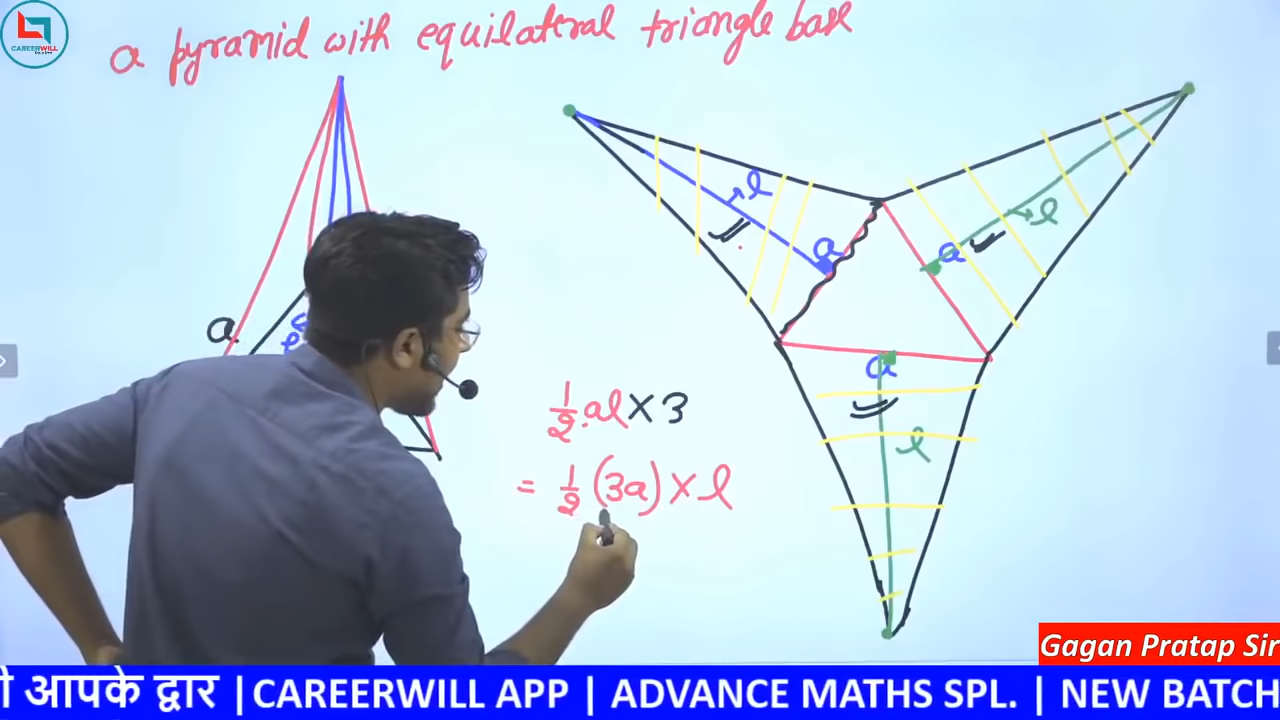 CAREERWILL
a pyramid with equilateral triangle base
l
a
a
l
a
a
l
1/2 al × 3
= 1/2 (3a) × l
Gagan Pratap Sir
ी आपके द्वार | CAREERWILL APP | ADVANCE MATHS SPL. | NEW BATCH